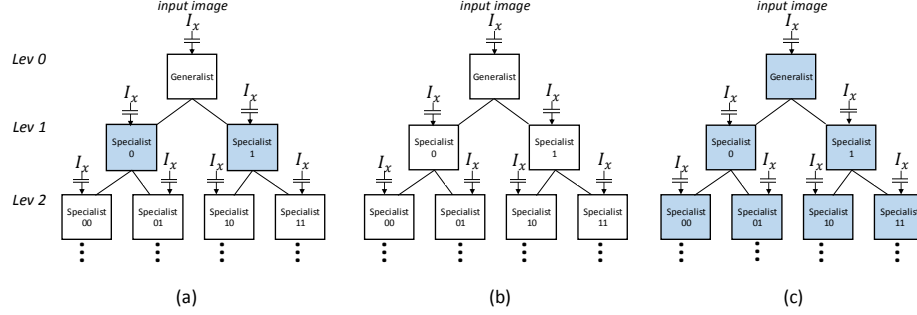 input image input image input image
I_x I_x I_x
Lev 0
Generalist Generalist Generalist
I_x I_x I_x I_x I_x I_x
Lev 1
Specialist 0 Specialist 1 Specialist 0 Specialist 1 Specialist 0 Specialist 1
I_x I_x I_x I_x I_x I_x I_x I_x I_x I_x I_x I_x
Lev 2
Specialist 00 Specialist 01 Specialist 10 Specialist 11 Specialist 00 Specialist 01 Specialist 10 Specialist 11 Specialist 00 Specialist 01 Specialist 10 Specialist 11
(a) (b) (c)